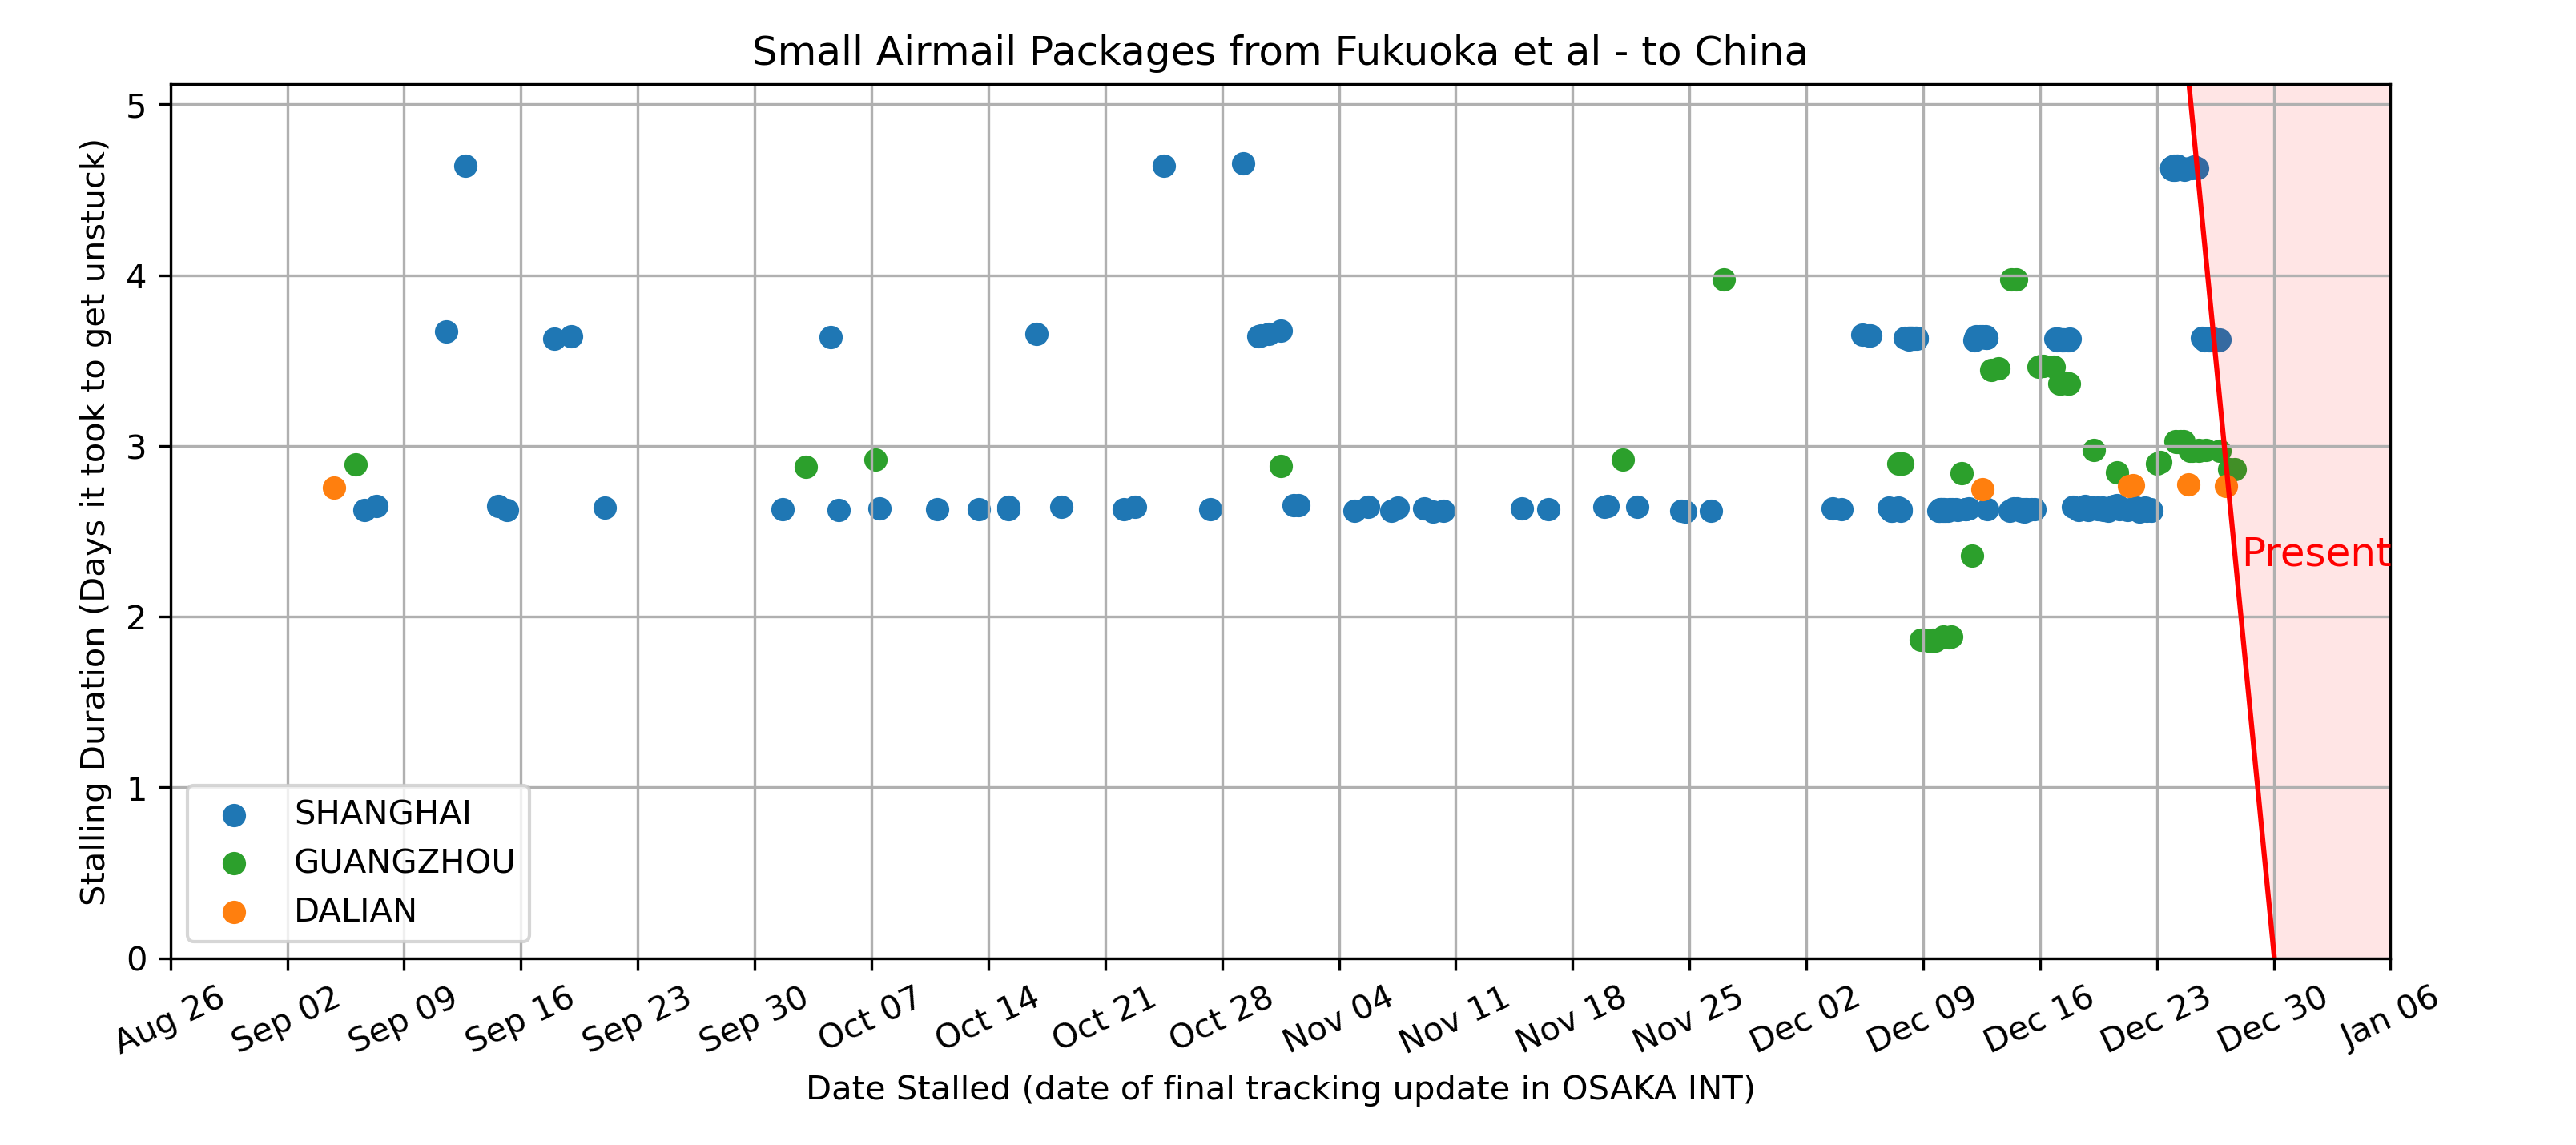 Small Airmail Packages from Fukuoka et al - to China
Stalling Duration (Days it took to get unstuck)
5
4
3
2
1
0
Present
SHANGHAI
GUANGZHOU
DALIAN
Aug 26
Sep 02
Sep 09
Sep 16
Sep 23
Sep 30
Oct 07
Oct 14
Oct 21
Oct 28
Nov 04
Nov 11
Nov 18
Nov 25
Dec 02
Dec 09
Dec 16
Dec 23
Dec 30
Jan 06
Date Stalled (date of final tracking update in OSAKA INT)